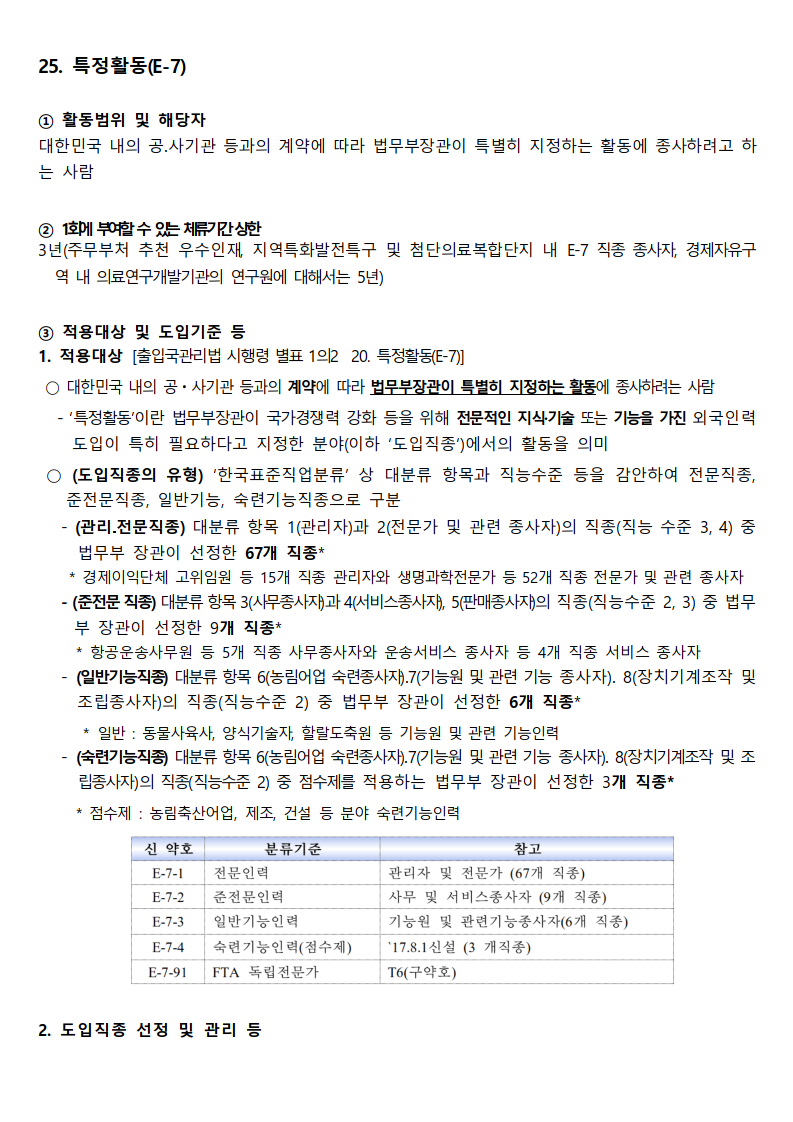 25. 특정활동(E-7)
① 활동범위 및 해당자
대한민국 내의 공.사기관 등과의 계약에 따라 법무부장관이 특별히 지정하는 활동에 종사하려고 하
는 사람
② 1회에 부여할 수 있는 체류기간 상한
3년(주무부처 추천 우수인재, 지역특화발전특구 및 첨단의료복합단지 내 E-7 직종 종사자, 경제자유구
역 내 의료연구개발기관의 연구원에 대해서는 5년)
③ 적용대상 및 도입기준 등
1. 적용대상 [출입국관리법 시행령 별표 1의2 20. 특정활동(E-7)]
○ 대한민국 내의 공・사기관 등과의 계약에 따라 법무부장관이 특별히 지정하는 활동에 종사하려는 사람
- ‘특정활동’이란 법무부장관이 국가경쟁력 강화 등을 위해 전문적인 지식·기술 또는 기능을 가진 외국인력
도입이 특히 필요하다고 지정한 분야(이하 ‘도입직종’)에서의 활동을 의미
○ (도입직종의 유형) ‘한국표준직업분류’ 상 대분류 항목과 직능수준 등을 감안하여 전문직종,
준전문직종, 일반기능, 숙련기능직종으로 구분
- (관리.전문직종) 대분류 항목 1(관리자)과 2(전문가 및 관련 종사자)의 직종(직능 수준 3, 4) 중
법무부 장관이 선정한 67개 직종*
* 경제이익단체 고위임원 등 15개 직종 관리자와 생명과학전문가 등 52개 직종 전문가 및 관련 종사자
- (준전문 직종) 대분류 항목 3(사무종사자)과 4(서비스종사자), 5(판매종사자)의 직종(직능수준 2, 3) 중 법무
부 장관이 선정한 9개 직종*
* 항공운송사무원 등 5개 직종 사무종사자와 운송서비스 종사자 등 4개 직종 서비스 종사자
- (일반기능직종) 대분류 항목 6(농림어업 숙련종사자).7(기능원 및 관련 기능 종사자). 8(장치기계조작 및
조립종사자)의 직종(직능수준 2) 중 법무부 장관이 선정한 6개 직종*
* 일반 : 동물사육사, 양식기술자, 할랄도축원 등 기능원 및 관련 기능인력
- (숙련기능직종) 대분류 항목 6(농림어업 숙련종사자).7(기능원 및 관련 기능 종사자). 8(장치기계조작 및 조
립종사자)의 직종(직능수준 2) 중 점수제를 적용하는 법무부 장관이 선정한 3개 직종*
* 점수제 : 농림축산어업, 제조, 건설 등 분야 숙련기능인력
신 약호 분류기준 참고
E-7-1 전문인력 관리자 및 전문가 (67개 직종)
E-7-2 준전문인력 사무 및 서비스종사자 (9개 직종)
E-7-3 일반기능인력 기능원 및 관련기능종사자(6개 직종)
E-7-4 숙련기능인력(점수제) `17.8.1신설 (3 개직종)
E-7-91 FTA 독립전문가 T6(구약호)
2. 도입직종 선정 및 관리 등